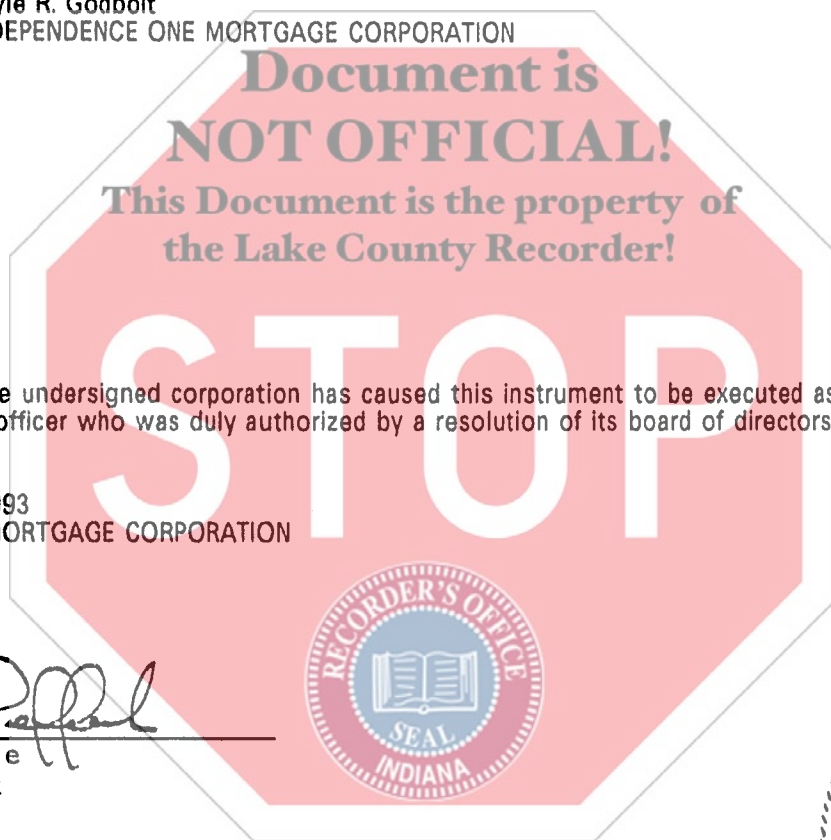 R. Godbolt
DEPENDENCE ONE MORTGAGE CORPORATION
Document is
NOT OFFICIAL!
This Document is the property of
the Lake County Recorder!
STOP
e undersigned corporation has caused this instrument to be executed as
officer who was duly authorized by a resolution of its board of directors
93
ORTGAGE CORPORATION
e
RECORDER'S OFFICE
SEAL
INDIANA